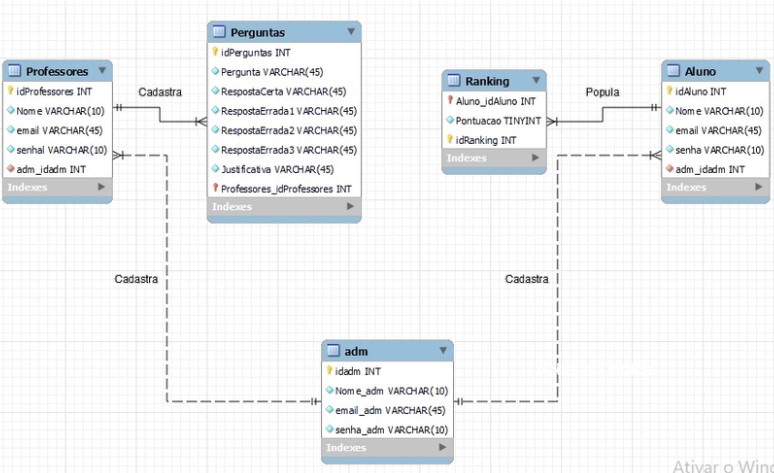 Perguntas
idPerguntas INT
Pergunta VARCHAR(45)
RespostaCerta VARCHAR(45)
RespostaErrada1 VARCHAR(45)
RespostaErrada2 VARCHAR(45)
RespostaErrada3 VARCHAR(45)
Justificativa VARCHAR(45)
Professores_idProfessores INT
Indexes
Professores
idProfessores INT
Nome VARCHAR(10)
email VARCHAR(45)
senhal VARCHAR(10)
adm_idadm INT
Indexes
Cadastra
Ranking
Aluno_idAluno INT
Pontuacao TINYINT
idRanking INT
Indexes
Popula
Aluno
idAluno INT
Nome VARCHAR(10)
email VARCHAR(45)
senha VARCHAR(10)
adm_idadm INT
Indexes
Cadastra
Cadastra
adm
idadm INT
Nome_adm VARCHAR(10)
email_adm VARCHAR(45)
senha_adm VARCHAR(10)
Indexes
Ativar o Wind